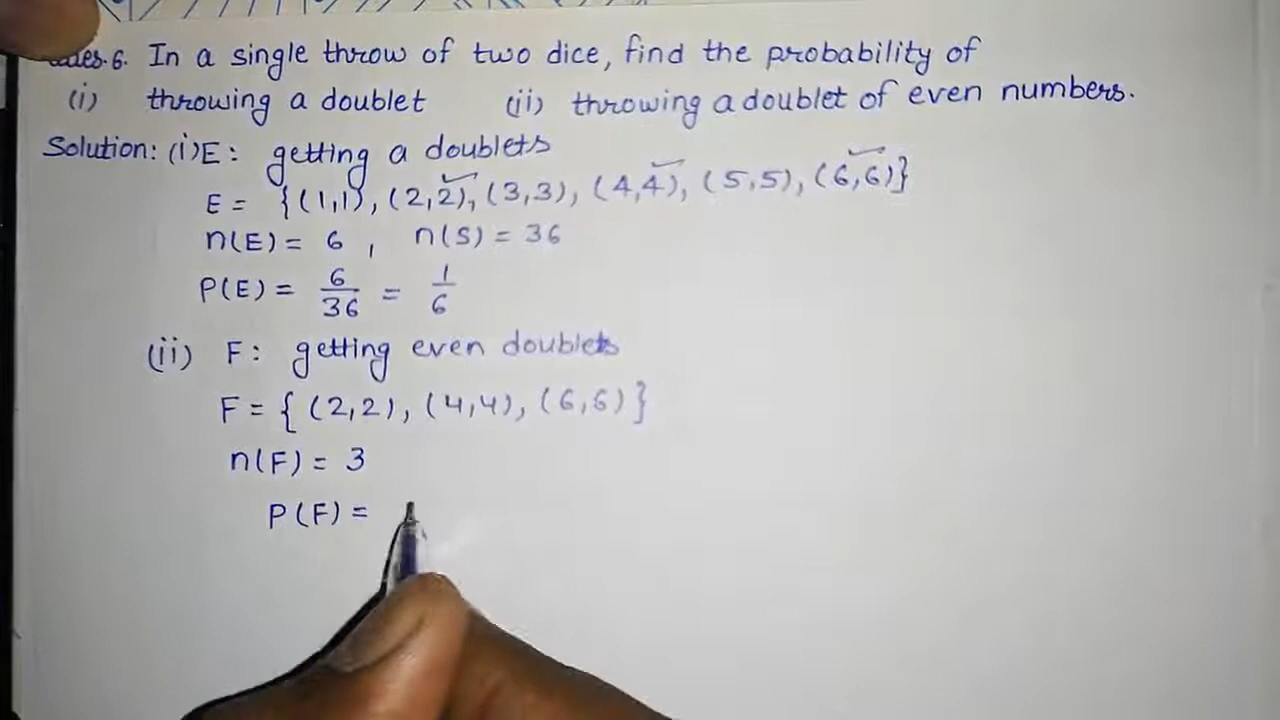 Ques.6. In a single throw of two dice, find the probability of
(i) throwing a doublet (ii) throwing a doublet of even numbers.
Solution: (i) E: getting a doublets
E = {(1,1), (2,2), (3,3), (4,4), (5,5), (6,6)}
n(E) = 6, n(S) = 36
P(E) = 6/36 = 1/6
(ii) F: getting even doublets
F = { (2,2), (4,4), (6,6) }
n(F) = 3
P(F) =